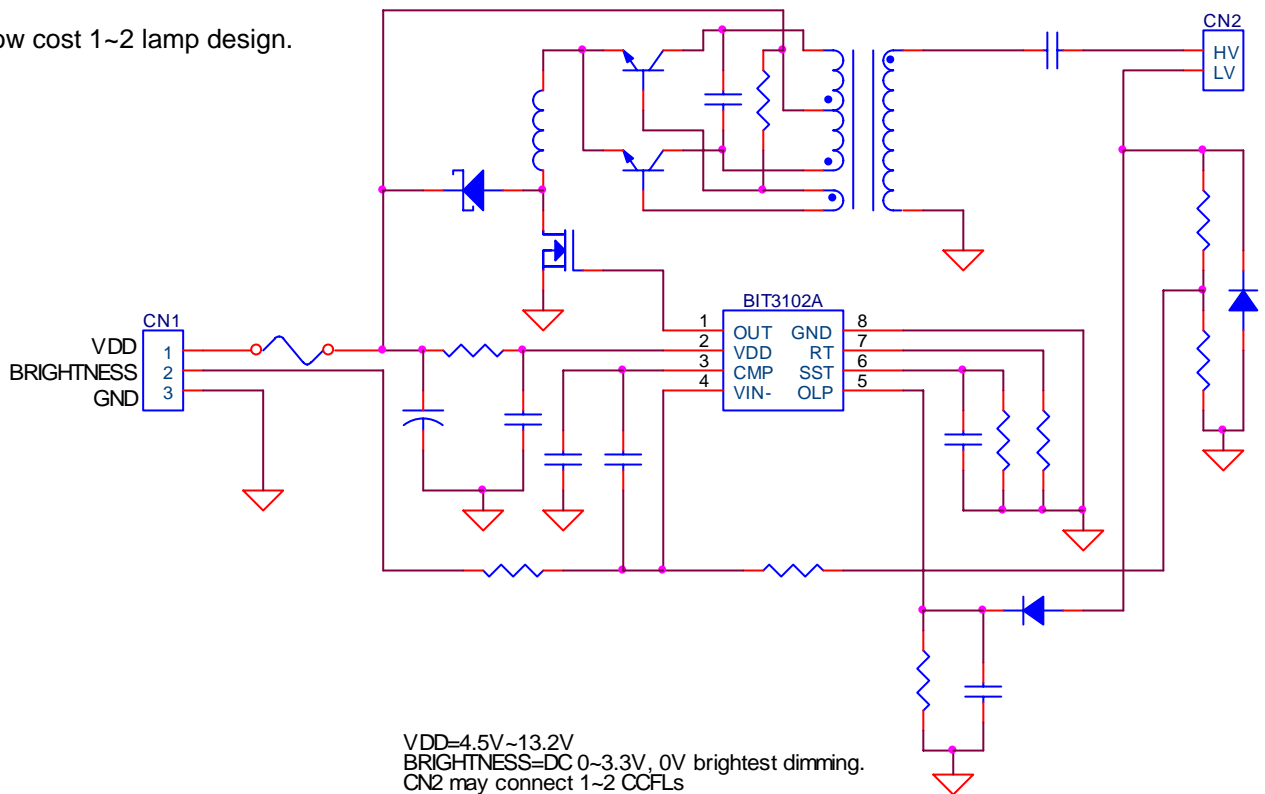 ow cost 1~2 lamp design.
CN2
HV
LV
BIT3102A
1 OUT GND 8
2 VDD RT 7
3 CMP SST 6
4 VIN- OLP 5
CN1
VDD 1
BRIGHTNESS 2
GND 3
VDD=4.5V~13.2V
BRIGHTNESS=DC 0~3.3V, 0V brightest dimming.
CN2 may connect 1~2 CCFLs